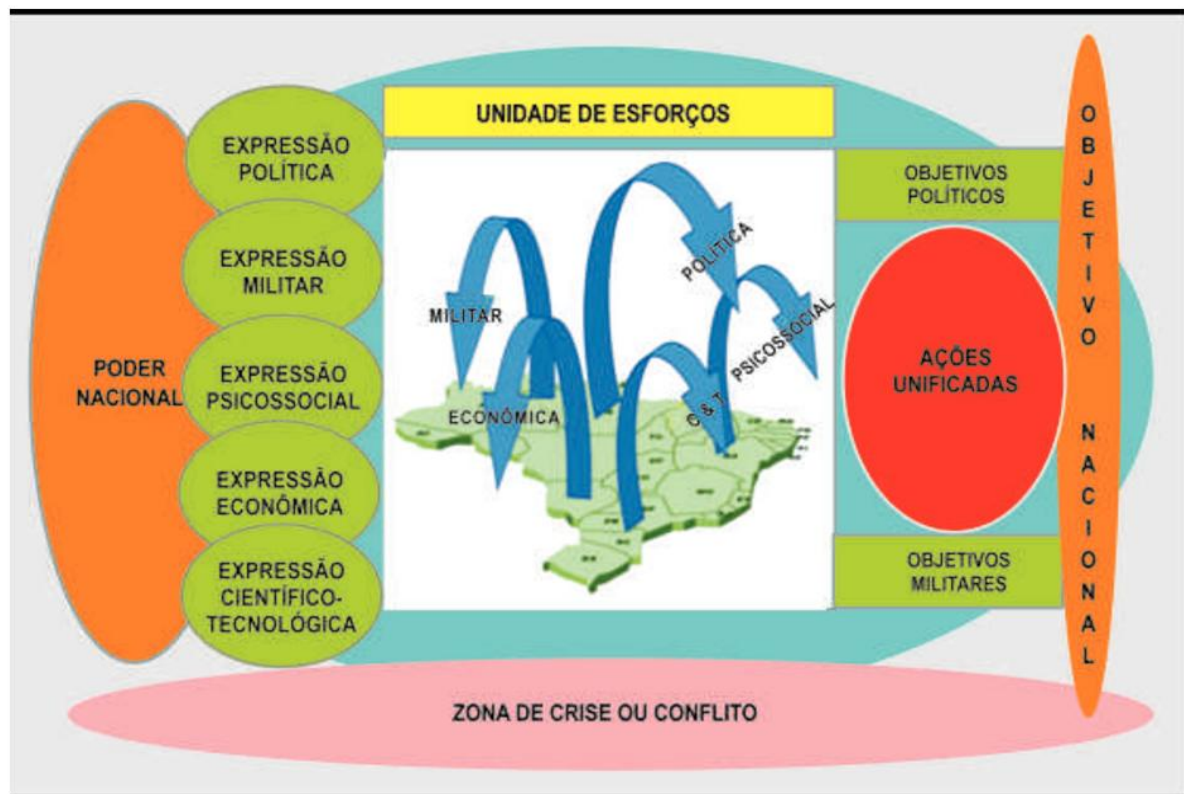 UNIDADE DE ESFORÇOS
PODER
NACIONAL
EXPRESSÃO
POLÍTICA
EXPRESSÃO
MILITAR
EXPRESSÃO
PSICOSSOCIAL
EXPRESSÃO
ECONÔMICA
EXPRESSÃO
CIENTÍFICO-
TECNOLÓGICA
MILITAR
ECONÔMICA
POLÍTICA
PSICOSSOCIAL
C & T
OBJETIVOS
POLÍTICOS
AÇÕES
UNIFICADAS
OBJETIVOS
MILITARES
OBJETIVO NACIONAL
ZONA DE CRISE OU CONFLITO